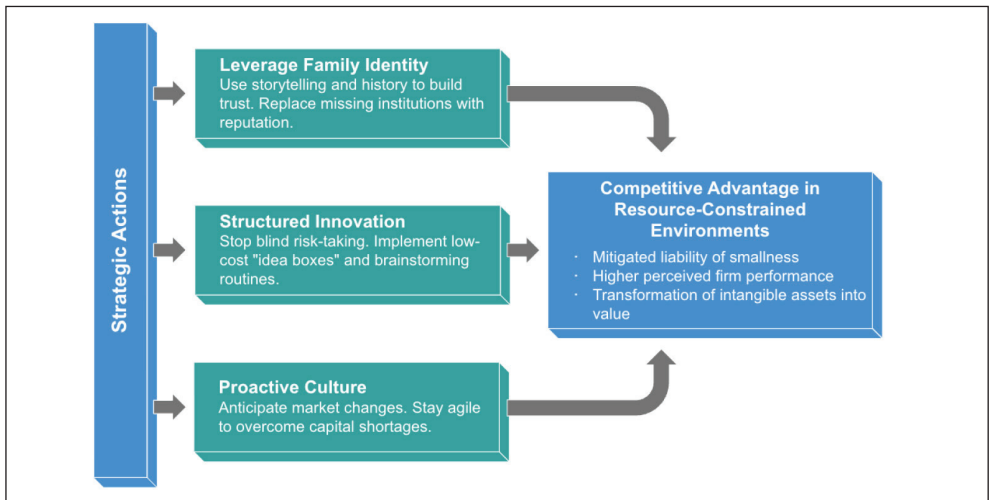 Strategic Actions
Leverage Family Identity
Use storytelling and history to build
trust. Replace missing institutions with
reputation.
Structured Innovation
Stop blind risk-taking. Implement low-
cost "idea boxes" and brainstorming
routines.
Proactive Culture
Anticipate market changes. Stay agile
to overcome capital shortages.
Competitive Advantage in
Resource-Constrained
Environments
· Mitigated liability of smallness
· Higher perceived firm performance
· Transformation of intangible assets into
value